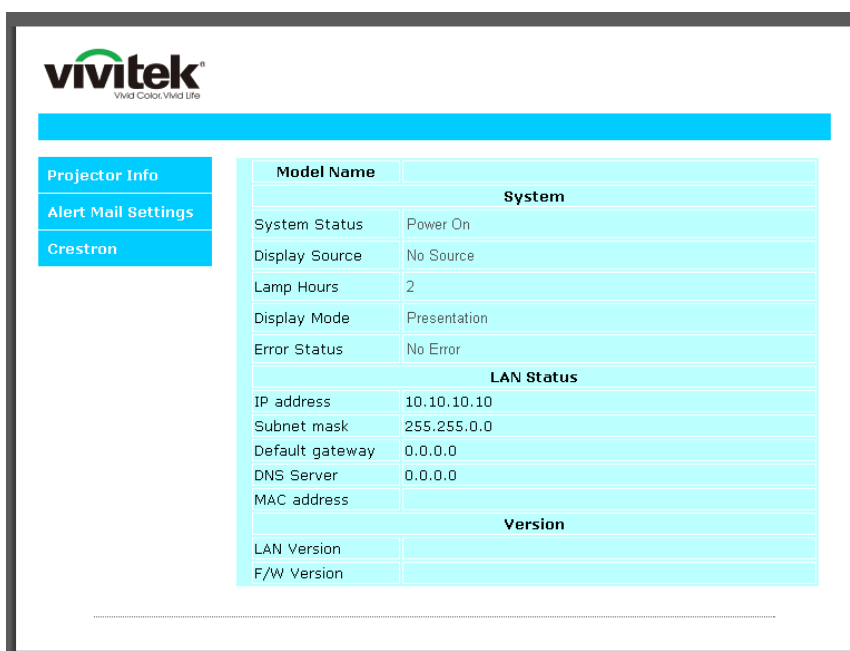 vivitek®
Vivid Color, Vivid Life
Projector Info
Alert Mail Settings
Crestron
Model Name
System
System Status Power On
Display Source No Source
Lamp Hours 2
Display Mode Presentation
Error Status No Error
LAN Status
IP address 10.10.10.10
Subnet mask 255.255.0.0
Default gateway 0.0.0.0
DNS Server 0.0.0.0
MAC address
Version
LAN Version
F/W Version